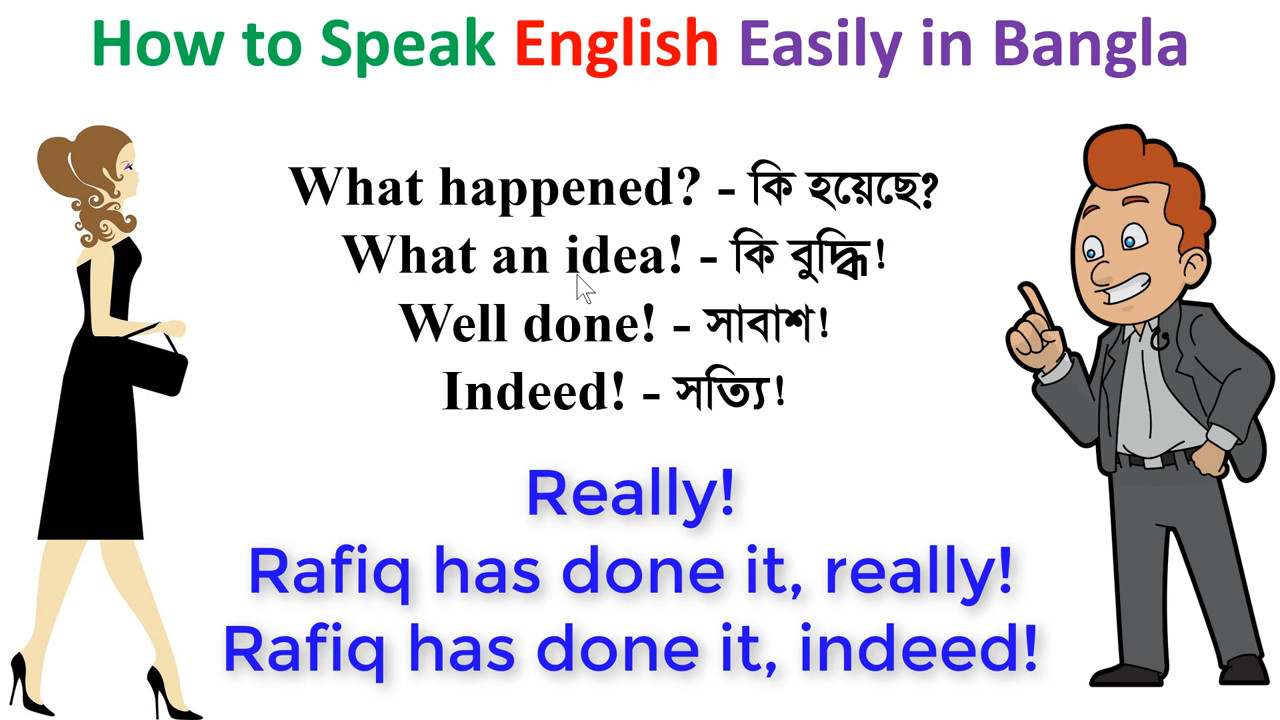 How to Speak English Easily in Bangla
What happened? - কি হয়েছে?
What an idea! - কি বুদ্ধি!
Well done! - সাবাশ!
Indeed! - সত্যি!
Really!
Rafiq has done it, really!
Rafiq has done it, indeed!